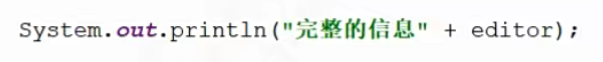 System.out.println("完整的信息" + editor);